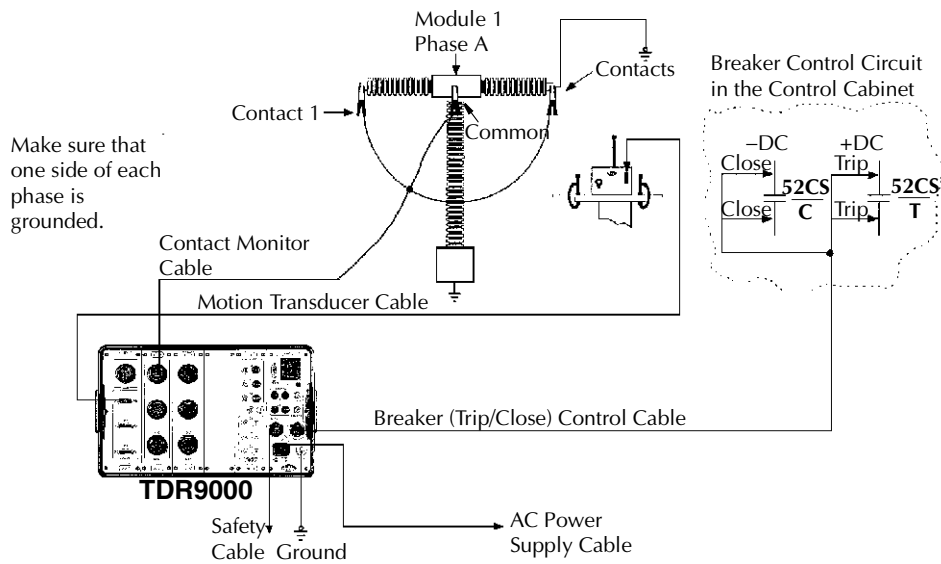 Module 1
Phase A
Contacts
Contact 1
Common
Make sure that
one side of each
phase is
grounded.
Breaker Control Circuit
in the Control Cabinet
−DC
+DC
Close
Trip
52CS
C
52CS
T
Close
Trip
Contact Monitor
Cable
Motion Transducer Cable
Breaker (Trip/Close) Control Cable
TDR9000
Safety
Cable
Ground
AC Power
Supply Cable